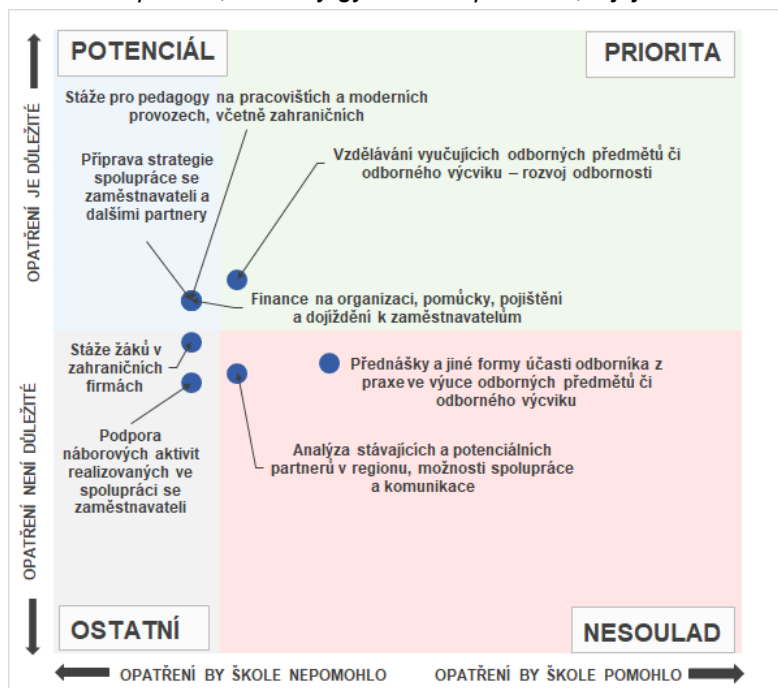 POTENCIÁL
PRIORITA
Stáže pro pedagogy na pracovištích a moderních
provozech, včetně zahraničních
Příprava strategie
spolupráce se
zaměstnavateli a
dalšími partnery
Vzdělávání vyučujících odborných předmětů či
odborného výcviku – rozvoj odbornosti
Finance na organizaci, pomůcky, pojištění
a dojíždění k zaměstnavatelům
Stáže žáků v
zahraničních
firmách
Přednášky a jiné formy účasti odborníka z
praxe ve výuce odborných předmětů či
odborného výcviku
Podpora
náborových aktivit
realizovaných ve
spolupráci se
zaměstnavateli
Analýza stávajících a potenciálních
partnerů v regionu, možnosti spolupráce
a komunikace
OSTATNÍ
NESOULAD
OPATŘENÍ JE DŮLEŽITÉ
OPATŘENÍ NENÍ DŮLEŽITÉ
OPATŘENÍ BY ŠKOLE NEPOMOHLO
OPATŘENÍ BY ŠKOLE POMOHLO